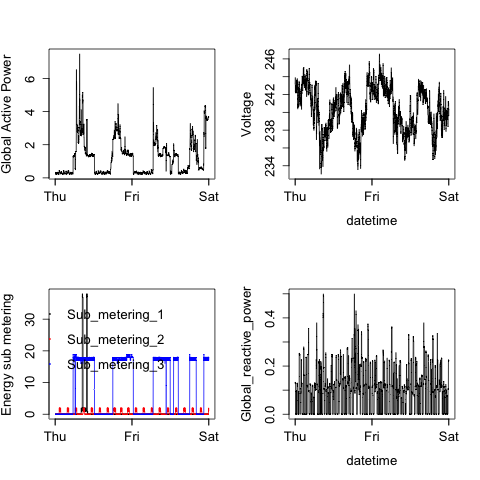 Global Active Power
6
4
2
0
Thu Fri Sat
Voltage
246
242
238
234
Thu Fri Sat
datetime
Energy sub metering
30
20
10
0
Sub_metering_1
Sub_metering_2
Sub_metering_3
Thu Fri Sat
Global_reactive_power
0.4
0.2
0.0
Thu Fri Sat
datetime